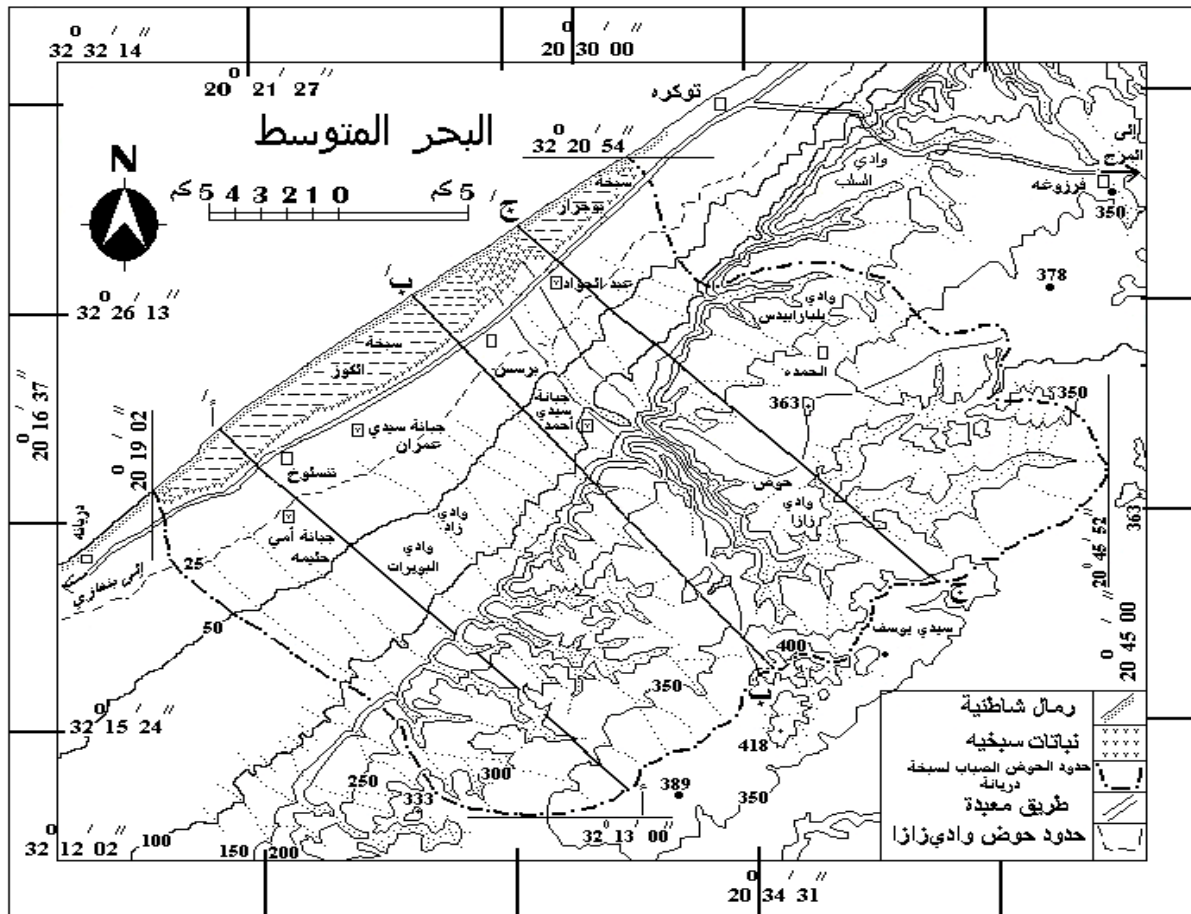 32° 32′ 14″
20° 30′ 00″
20° 21′ 27″
البحر المتوسط
توكره
32° 20′ 54″
N
5 4 3 2 1 0 5 كم
كم
سبخة
بوجرار
وادي
السلب
إلى
المرج
فرزوغه
350
378
32° 26′ 13″
ج/
ب/
ء/
عبد الجواد
وادي
بلبارابيدس
سبخة
الكوز
برسس
الحمده
363
350
جبانة
سيدي
أحمد
جبانة سيدي
عمران
20° 16′ 37″
20° 19′ 02″
تنسلوخ
حوض
وادي
زازا
363
20° 45′ 52″
دريانه
جبانة أمي
حليمه
وادي
زاد
وادي
البويرات
إلى بنغازي
25
50
ج
سيدي يوسف
20° 45′ 00″
400
350
ب
418
32° 15′ 24″
250
300
333
389
350
ء
32° 13′ 00″
32° 12′ 02″
100
150
200
20° 34′ 31″
رمال شاطئية
نباتات سبخيه
حدود الحوض الصباب لسبخة
دريانة
طريق معبدة
حدود حوض وادي زازا